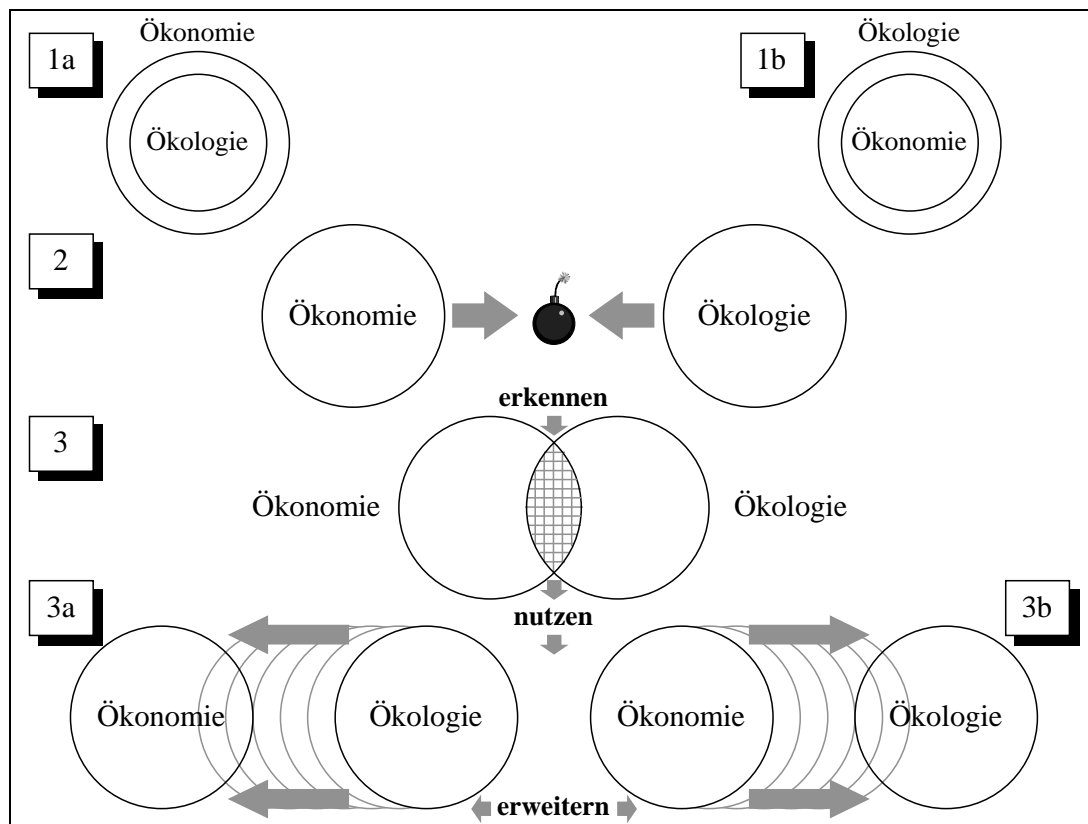 1a
Ökonomie
Ökologie
1b
Ökologie
Ökonomie
2
Ökonomie
Ökologie
erkennen
3
Ökonomie
Ökologie
nutzen
3a
Ökonomie
Ökologie
3b
Ökonomie
Ökologie
erweitern